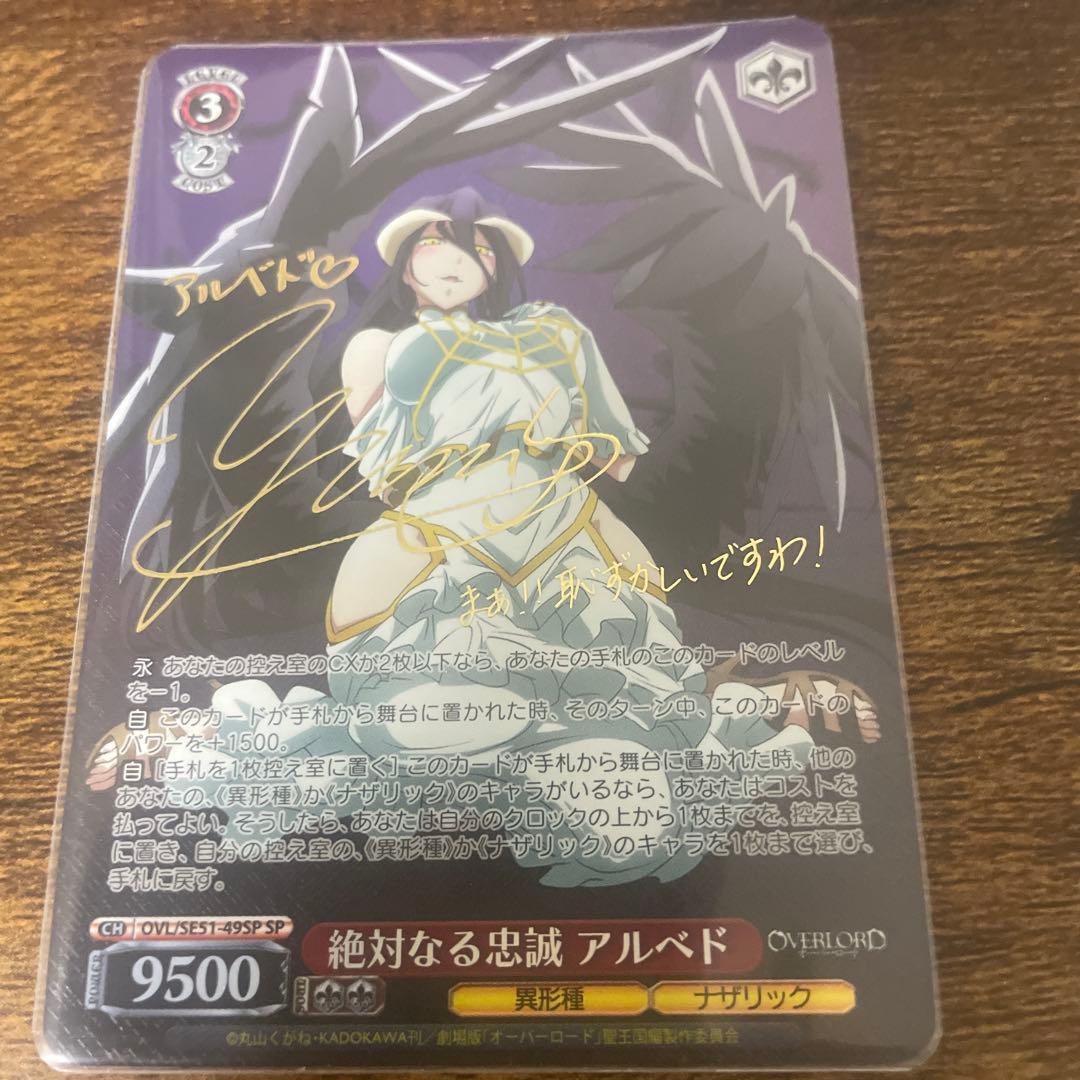 LEVEL
3
2
COST
アルベド
まぁ!! 恥ずかしいですわ!
永 あなたの控え室のCXが2枚以下なら、あなたの手札のこのカードのレベル
を－1。
自 このカードが手札から舞台に置かれた時、そのターン中、このカードの
パワーを＋1500。
自 [手札を1枚控え室に置く] このカードが手札から舞台に置かれた時、他の
あなたの、《異形種》か《ナザリック》のキャラがいるなら、あなたはコストを
払ってよい。そうしたら、あなたは自分のクロックの上から1枚までを、控え室
に置き、自分の控え室の、《異形種》か《ナザリック》のキャラを1枚まで選び、
手札に戻す。
CH OVL/SE51-49SP SP
絶対なる忠誠 アルベド
OVERLORD
POWER
9500
SOUL
異形種
ナザリック
©丸山くがね・KADOKAWA刊／劇場版「オーバーロード」聖王国編製作委員会